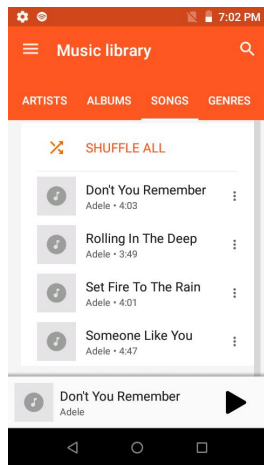 7:02 PM
Music library
ARTISTS ALBUMS SONGS GENRES
SHUFFLE ALL
Don't You Remember
Adele • 4:03
Rolling In The Deep
Adele • 3:49
Set Fire To The Rain
Adele • 4:01
Someone Like You
Adele • 4:47
Don't You Remember
Adele